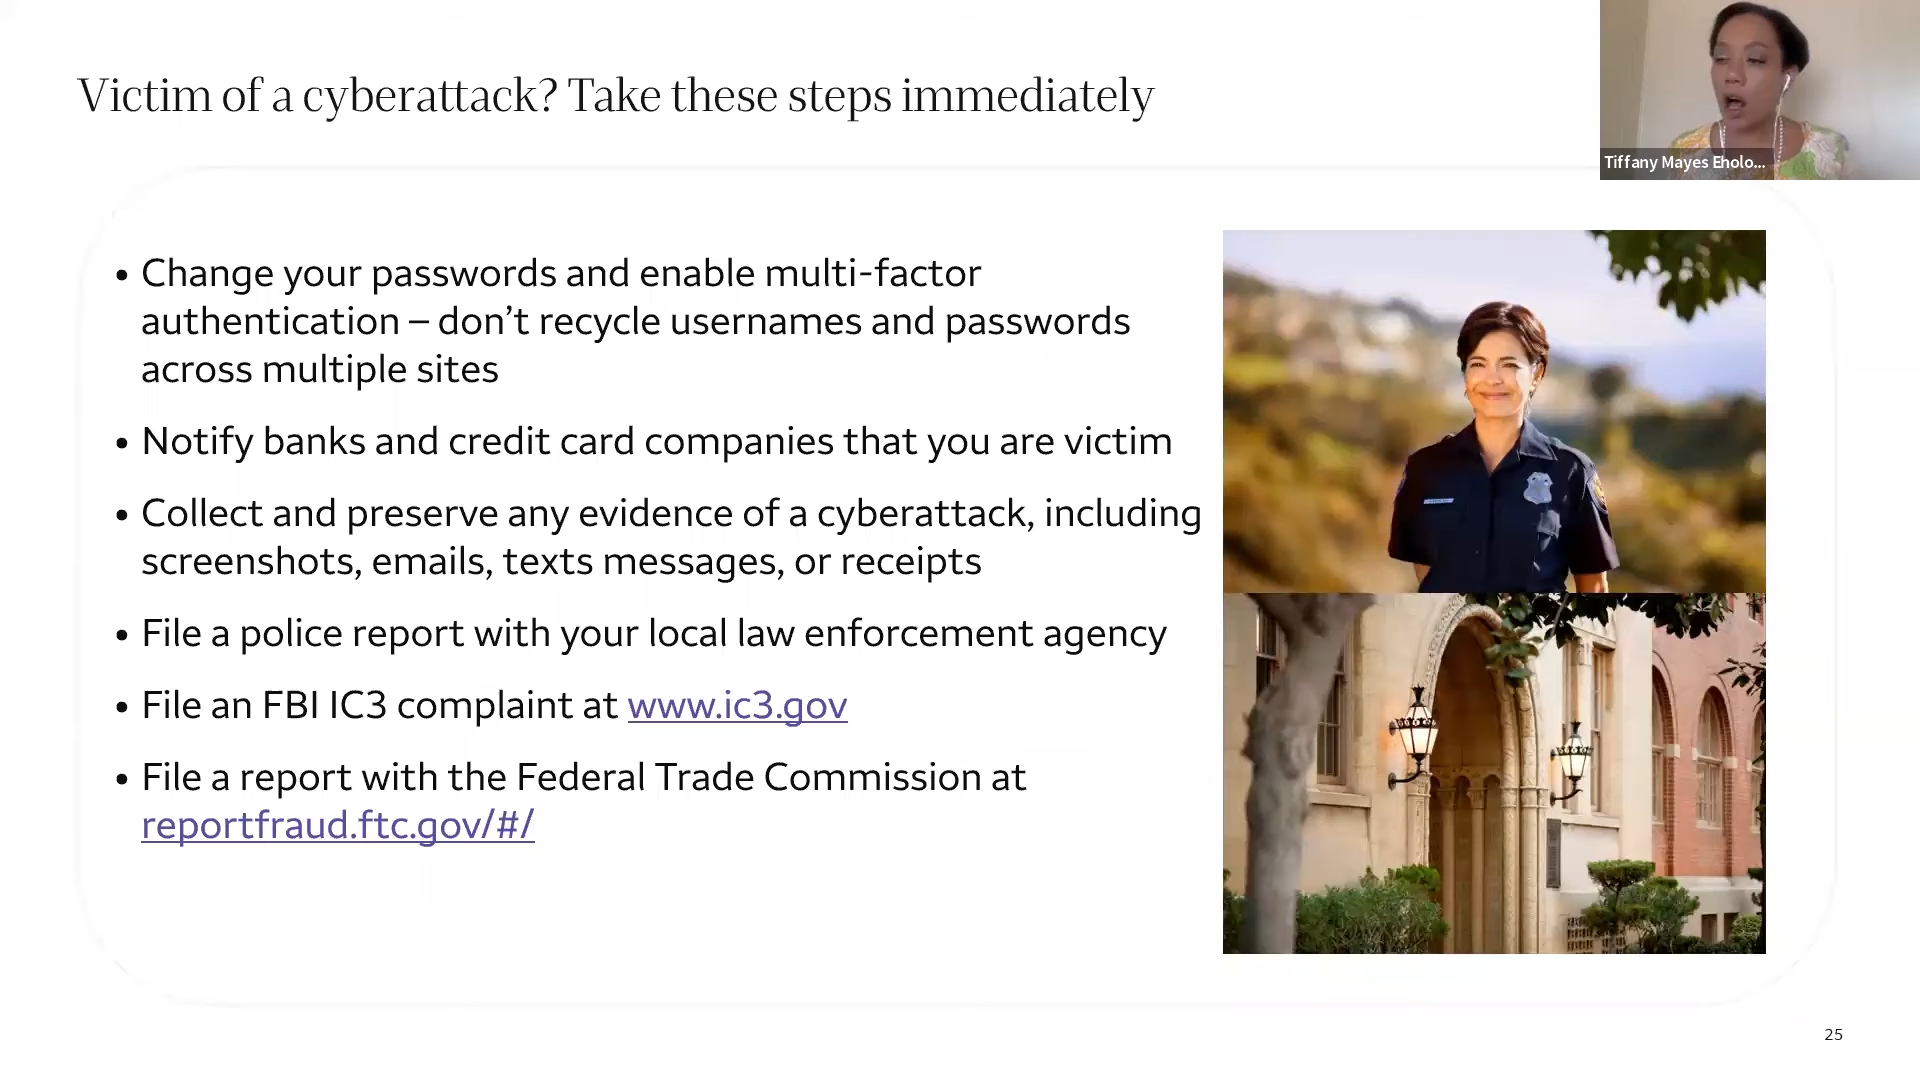 Victim of a cyberattack? Take these steps immediately
Tiffany Mayes Eholo...
• Change your passwords and enable multi-factor
authentication – don’t recycle usernames and passwords
across multiple sites
• Notify banks and credit card companies that you are victim
• Collect and preserve any evidence of a cyberattack, including
screenshots, emails, texts messages, or receipts
• File a police report with your local law enforcement agency
• File an FBI IC3 complaint at www.ic3.gov
• File a report with the Federal Trade Commission at
reportfraud.ftc.gov/#/
25